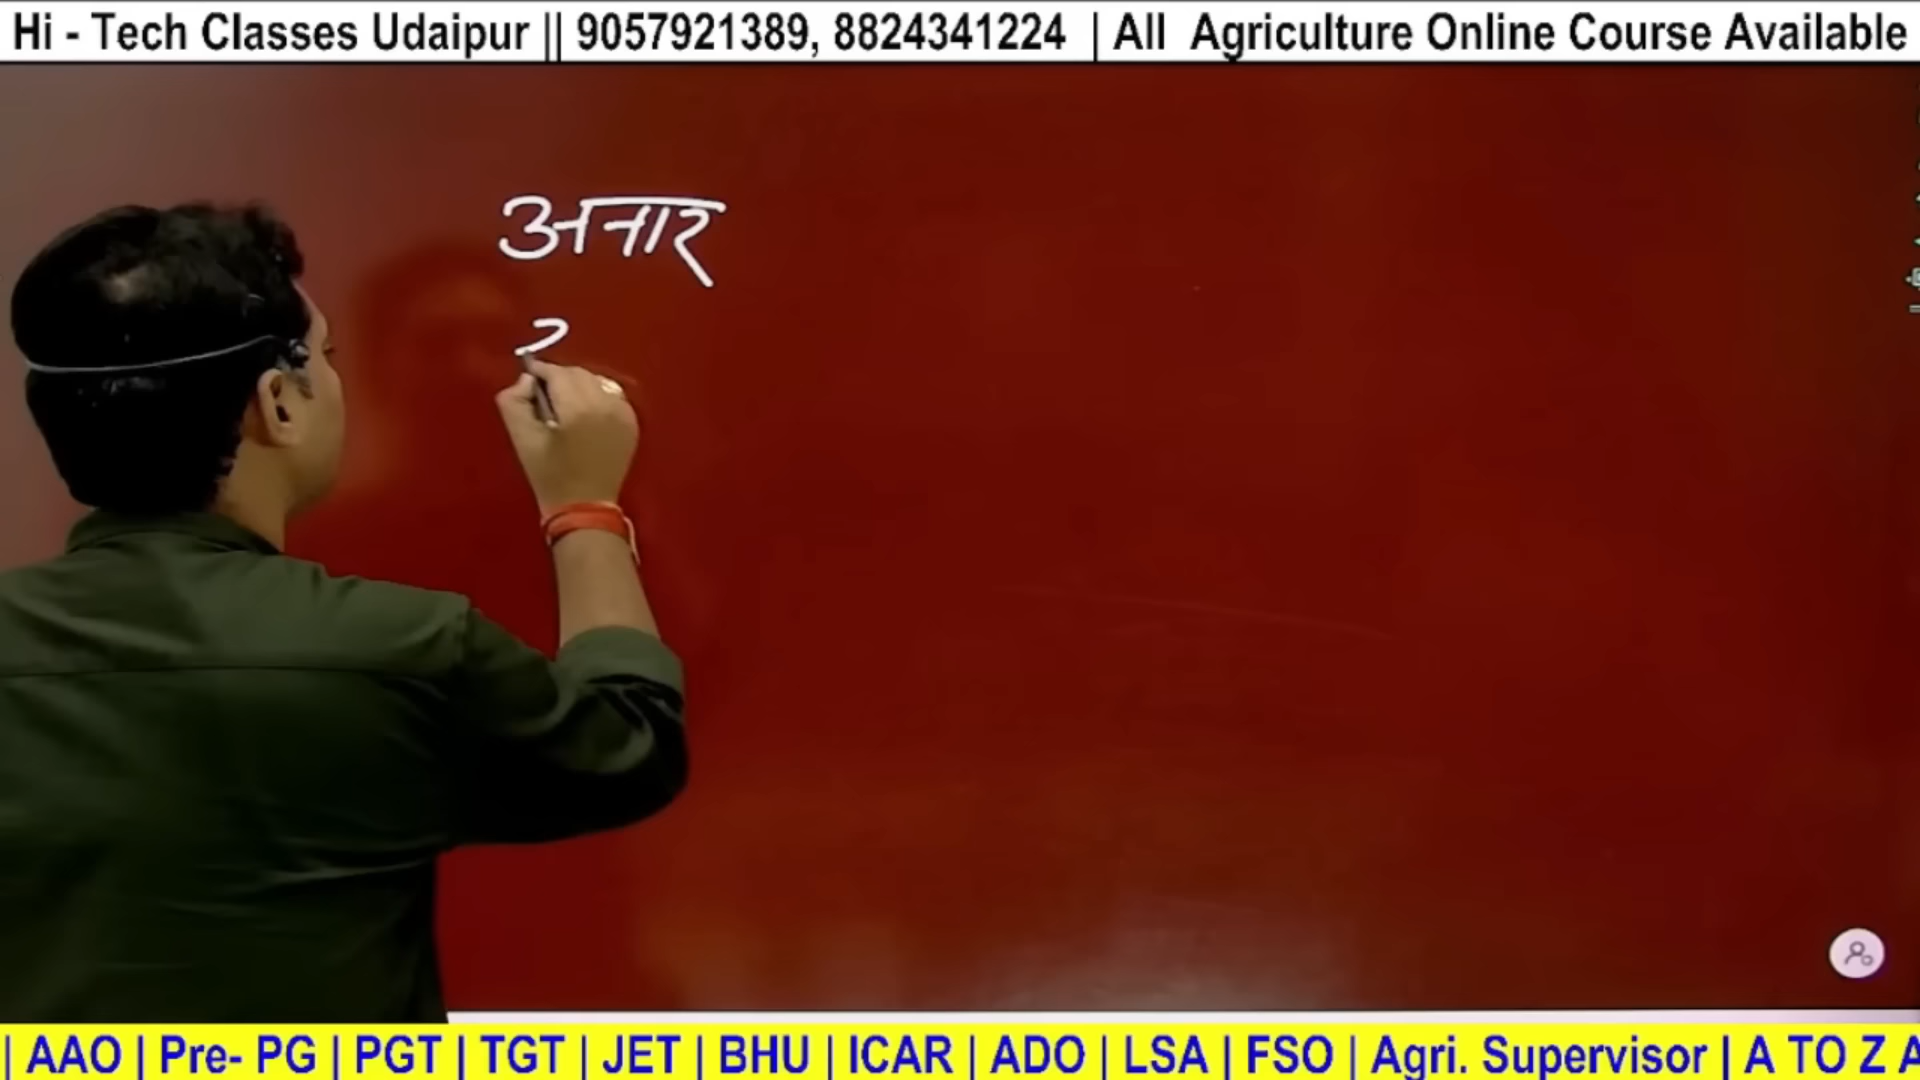 Hi - Tech Classes Udaipur || 9057921389, 8824341224 | All Agriculture Online Course Available
अनार
| AAO | Pre- PG | PGT | TGT | JET | BHU | ICAR | ADO | LSA | FSO | Agri. Supervisor | A TO Z A